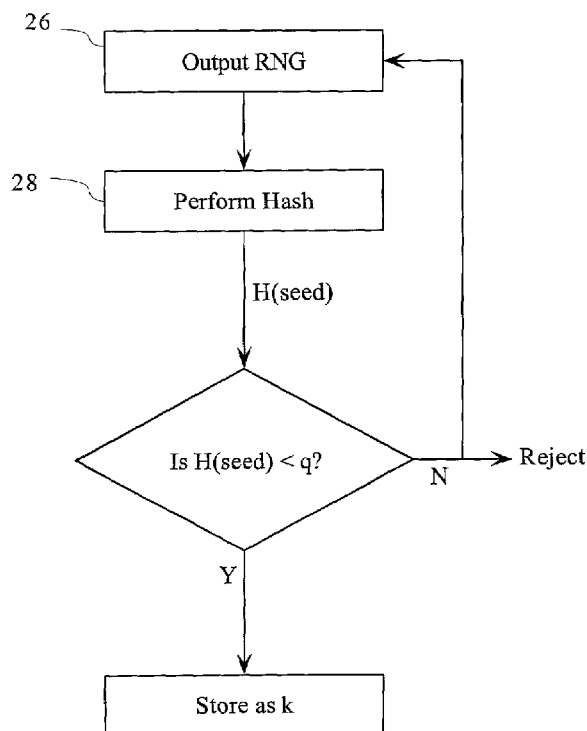 26
Output RNG
28
Perform Hash
H(seed)
Is H(seed) < q?
N
Reject
Y
Store as k